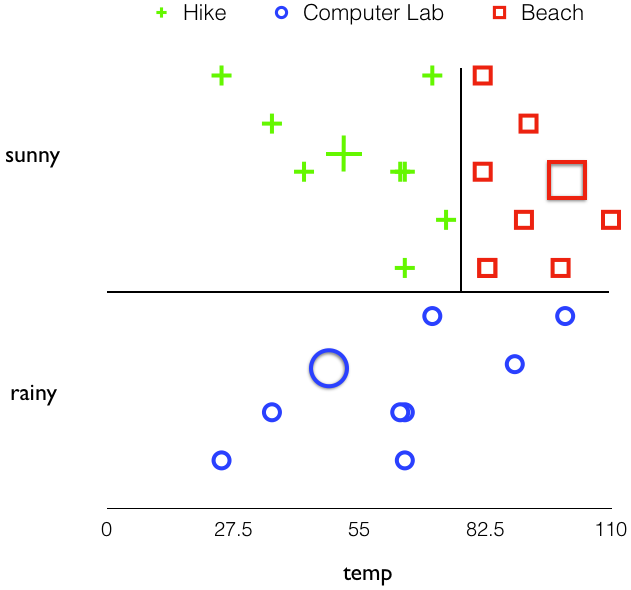 Hike Computer Lab Beach
sunny
rainy
0 27.5 55 82.5 110
temp